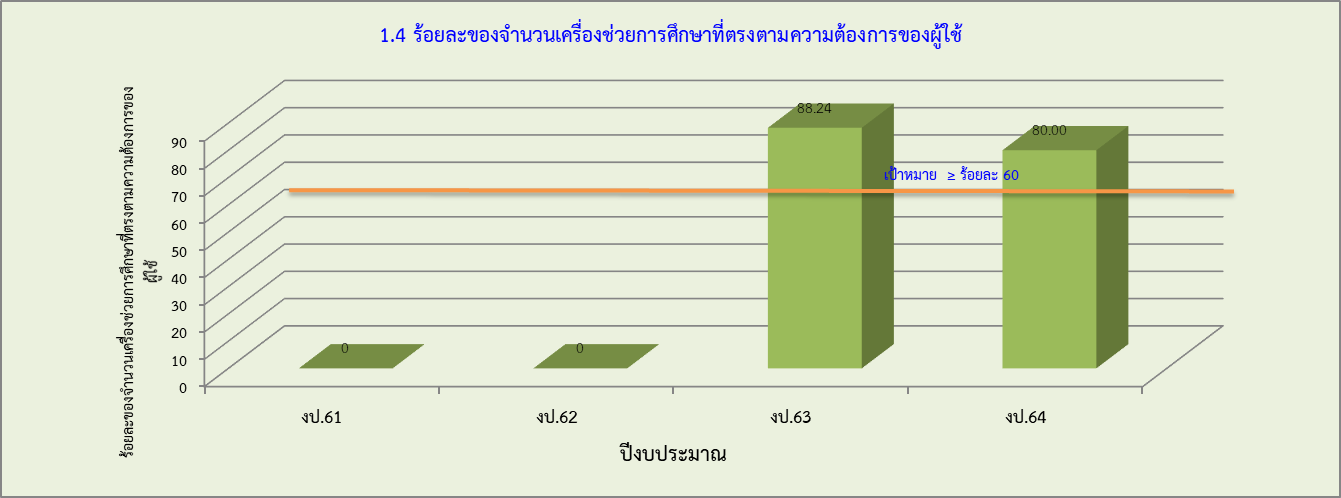 1.4 ร้อยละของจำนวนเครื่องช่วยการศึกษาที่ตรงตามความต้องการของผู้ใช้
ร้อยละของจำนวนเครื่องช่วยการศึกษาที่ตรงตามความต้องการของ
ผู้ใช้
90
80
70
60
50
40
30
20
10
0
0
0
88.24
80.00
เป้าหมาย ≥ ร้อยละ 60
งป.61
งป.62
งป.63
งป.64
ปีงบประมาณ